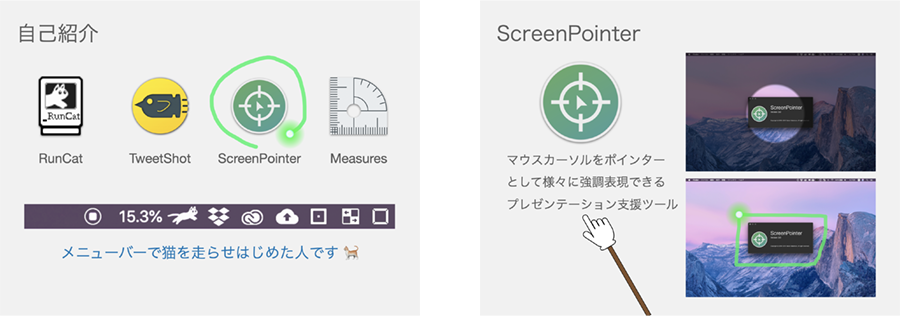 自己紹介
RunCat
RunCat
TweetShot
ScreenPointer
Measures
15.3%
メニューバーで猫を走らせはじめた人です
ScreenPointer
マウスカーソルをポインター
として様々に強調表現できる
プレゼンテーション支援ツール
ScreenPointer
ScreenPointer